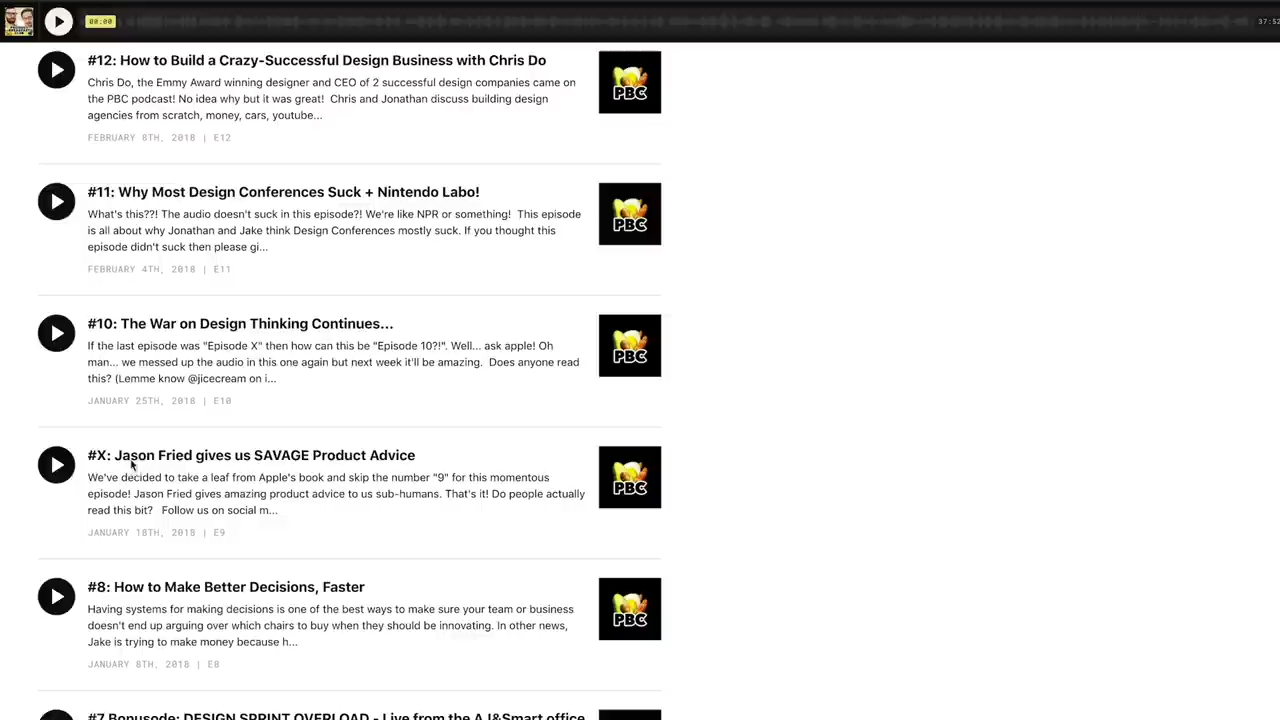 00:00
37:52
#12: How to Build a Crazy-Successful Design Business with Chris Do
Chris Do, the Emmy Award winning designer and CEO of 2 successful design companies came on
the PBC podcast! No idea why but it was great!  Chris and Jonathan discuss building design
agencies from scratch, money, cars, youtube...
FEBRUARY 8TH, 2018 | E12
PBC
#11: Why Most Design Conferences Suck + Nintendo Labo!
What's this??! The audio doesn't suck in this episode?! We're like NPR or something!  This episode
is all about why Jonathan and Jake think Design Conferences mostly suck. If you thought this
episode didn't suck then please gi...
FEBRUARY 4TH, 2018 | E11
PBC
#10: The War on Design Thinking Continues...
If the last episode was "Episode X" then how can this be "Episode 10?!". Well... ask apple! Oh
man... we messed up the audio in this one again but next week it'll be amazing.  Does anyone read
this? (Lemme know @jicecream on i...
JANUARY 25TH, 2018 | E10
PBC
#X: Jason Fried gives us SAVAGE Product Advice
We've decided to take a leaf from Apple's book and skip the number "9" for this momentous
episode! Jason Fried gives amazing product advice to us sub-humans. That's it! Do people actually
read this bit?   Follow us on social m...
JANUARY 18TH, 2018 | E9
PBC
#8: How to Make Better Decisions, Faster
Having systems for making decisions is one of the best ways to make sure your team or business
doesn't end up arguing over which chairs to buy when they should be innovating. In other news,
Jake is trying to make money because h...
JANUARY 8TH, 2018 | E8
PBC
#7 Bonusode: DESIGN SPRINT OVERLOAD - Live from the AJ&Smart office